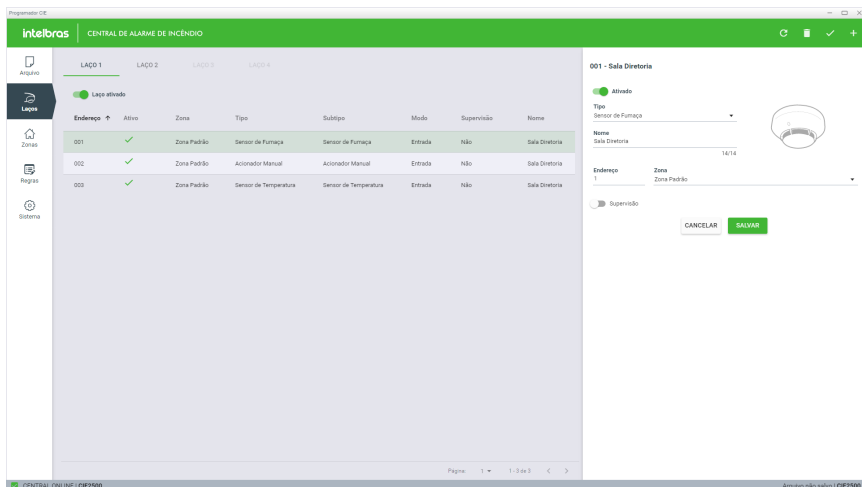 Programador CIE
intelbras CENTRAL DE ALARME DE INCÊNDIO
LAÇO 1 LAÇO 2 LAÇO 3 LAÇO 4
Laço ativado
Endereço Ativo Zona Tipo Subtipo Modo Supervisão Nome
001 Zona Padrão Sensor de Fumaça Sensor de Fumaça Entrada Não Sala Diretoria
002 Zona Padrão Acionador Manual Acionador Manual Entrada Não Sala Diretoria
003 Zona Padrão Sensor de Temperatura Sensor de Temperatura Entrada Não Sala Diretoria
Arquivo
Laços
Zonas
Regras
Sistema
001 - Sala Diretoria
Ativado
Tipo
Sensor de Fumaça
Nome
Sala Diretoria
14/14
Endereço Zona
1 Zona Padrão
Supervisão
CANCELAR SALVAR
Página: 1 1 - 3 de 3
CENTRAL ONLINE | CIE2500 Arquivo não salvo | CIE2500